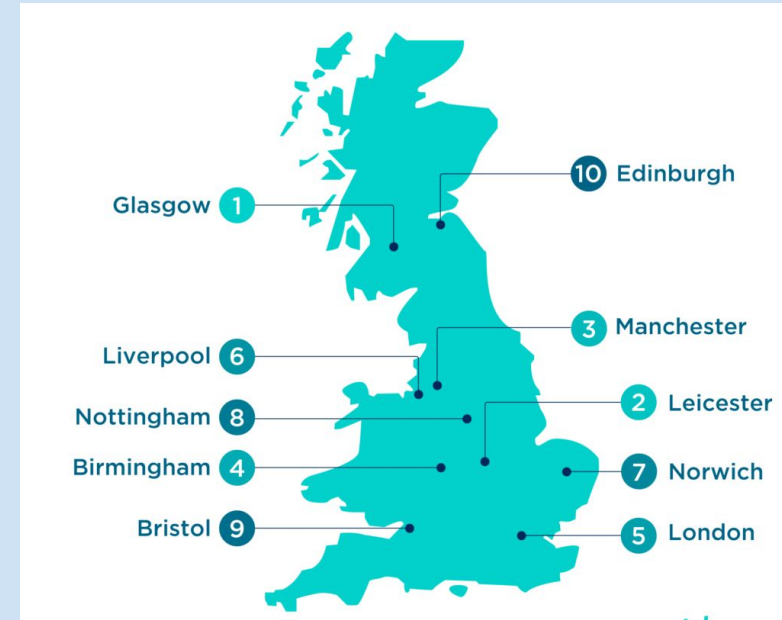 10 Edinburgh
Glasgow 1
3 Manchester
Liverpool 6
2 Leicester
Nottingham 8
Birmingham 4
7 Norwich
Bristol 9
5 London